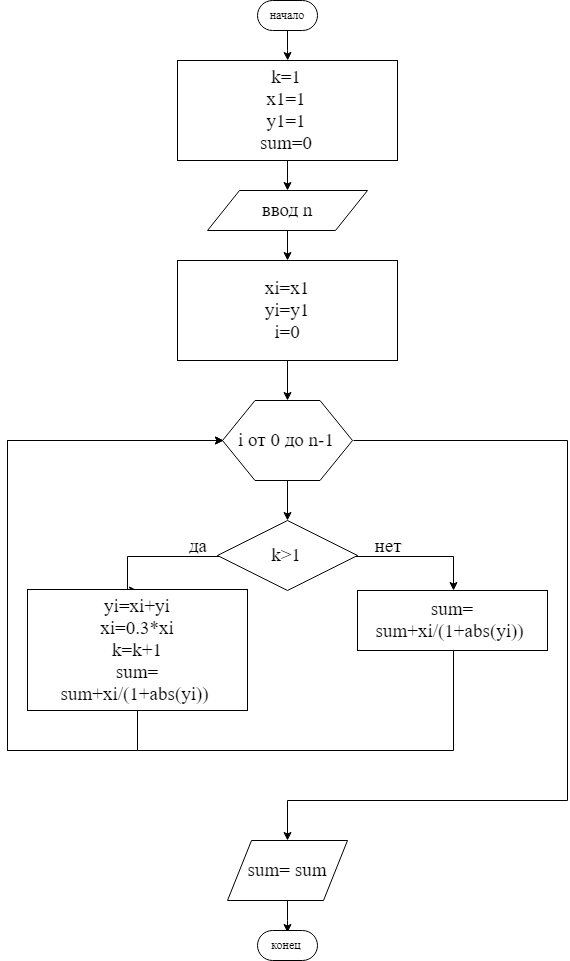 начало
k=1
x1=1
y1=1
sum=0
ввод n
xi=x1
yi=y1
i=0
i от 0 до n-1
да
нет
k>1
yi=xi+yi
xi=0.3*xi
k=k+1
sum=
sum+xi/(1+abs(yi))
sum=
sum+xi/(1+abs(yi))
sum= sum
конец